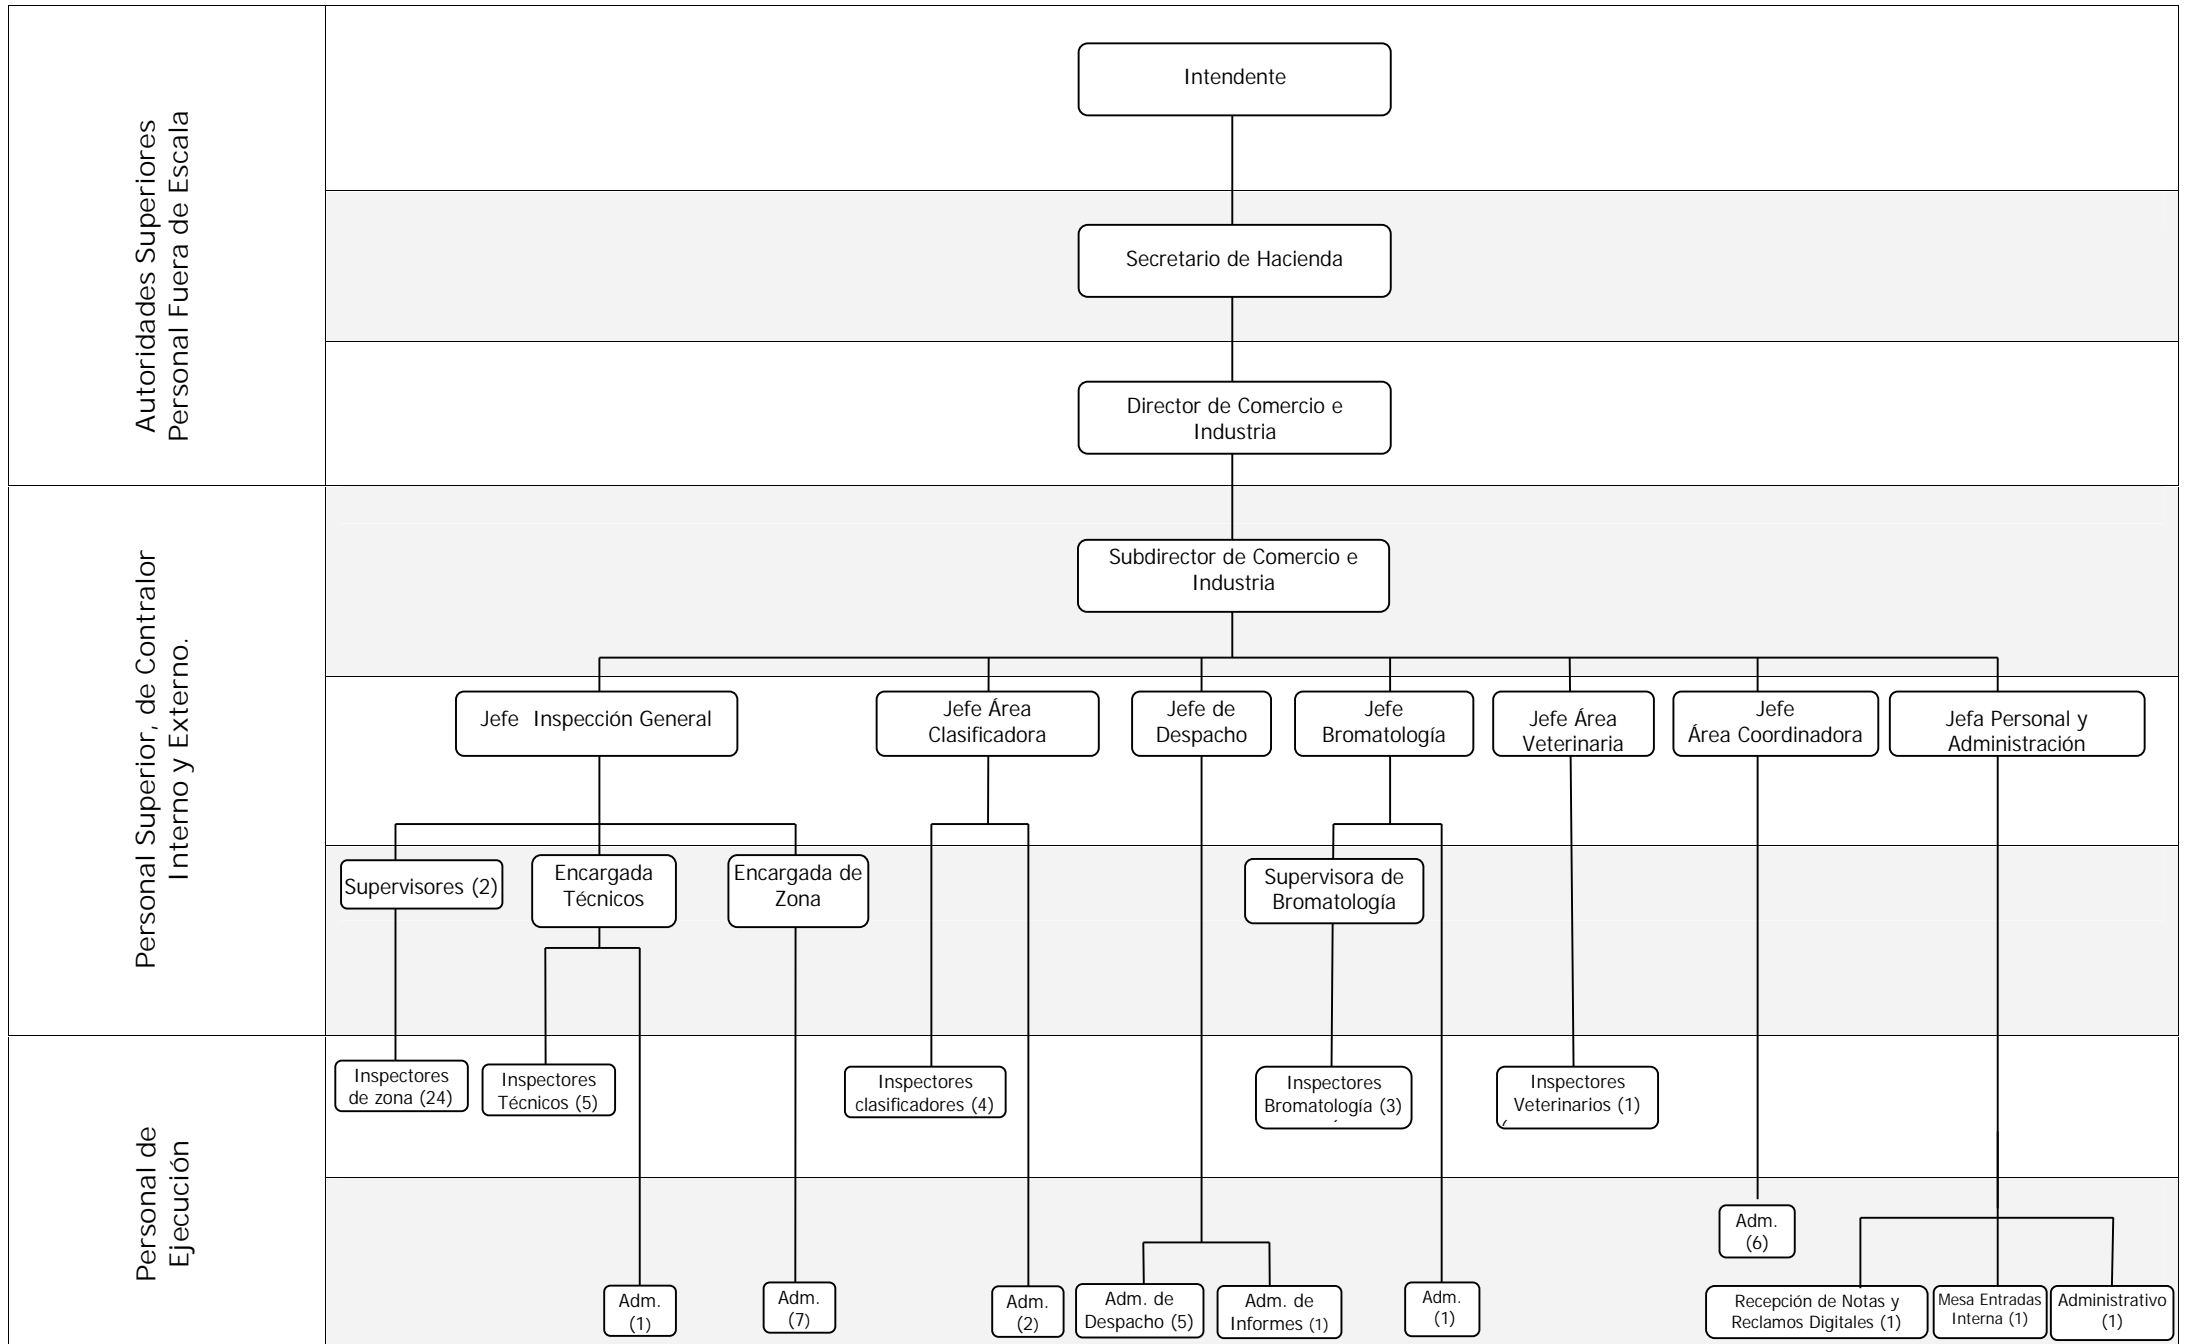 Autoridades Superiores
Personal Fuera de Escala
Intendente
Secretario de Hacienda
Director de Comercio e
Industria
Personal Superior, de Contralor
Interno y Externo.
Subdirector de Comercio e
Industria
Jefe Inspección General
Jefe Área
Clasificadora
Jefe de
Despacho
Jefe
Bromatología
Jefe Área
Veterinaria
Jefe
Área Coordinadora
Jefa Personal y
Administración
Supervisores (2)
Encargada
Técnicos
Encargada de
Zona
Supervisora de
Bromatología
Personal de
Ejecución
Inspectores
de zona (24)
Inspectores
Técnicos (5)
Inspectores
clasificadores (4)
Inspectores
Bromatología (3)
Inspectores
Veterinarios (1)
Adm.
(6)
Adm.
(1)
Adm.
(7)
Adm.
(2)
Adm. de
Despacho (5)
Adm. de
Informes (1)
Adm.
(1)
Recepción de Notas y
Reclamos Digitales (1)
Mesa Entradas
Interna (1)
Administrativo
(1)